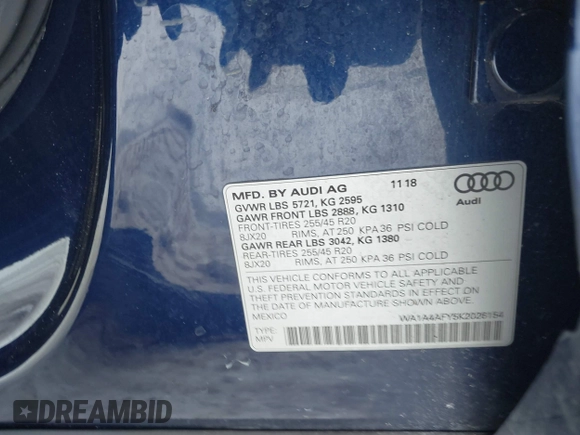 MFD. BY AUDI AG 11 18
GVWR LBS 5721, KG 2595
GAWR FRONT LBS 2888, KG 1310
FRONT-TIRES 255/45 R20
8JX20 RIMS, AT 250 KPA 36 PSI COLD
GAWR REAR LBS 3042, KG 1380
REAR-TIRES 255/45 R20
8JX20 RIMS, AT 250 KPA 36 PSI COLD
THIS VEHICLE CONFORMS TO ALL APPLICABLE
U.S. FEDERAL MOTOR VEHICLE SAFETY AND
THEFT PREVENTION STANDARDS IN EFFECT ON
DATE OF MANUFACTURE SHOWN ABOVE.
MEXICO
TYPE:
MPV
WA1A4AFY5K2026154
Audi
DREAMBID